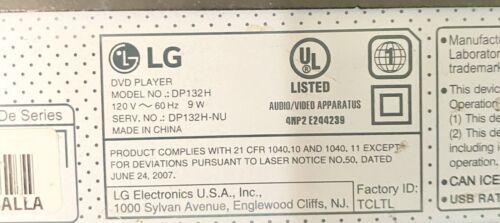 LG
DVD PLAYER
MODEL NO.: DP132H
120 V ~ 60 Hz 9 W
SERV. NO.: DP132H-NU
MADE IN CHINA
UL
LISTED
AUDIO/VIDEO APPARATUS
4MP2 E244239
PRODUCT COMPLIES WITH 21 CFR 1040.10 AND 1040. 11 EXCEPT
FOR DEVIATIONS PURSUANT TO LASER NOTICE NO.50, DATED
JUNE 24, 2007.
LG Electronics U.S.A., Inc.,
1000 Sylvan Avenue, Englewood Cliffs, NJ.
Factory ID:
TCLTL
De Series
ALLA
• Manufactu
Laborator
trademark
• This devic
Operation
(1) This de
(2) This de
including i
operation.
• CAN ICE
• USB RAT